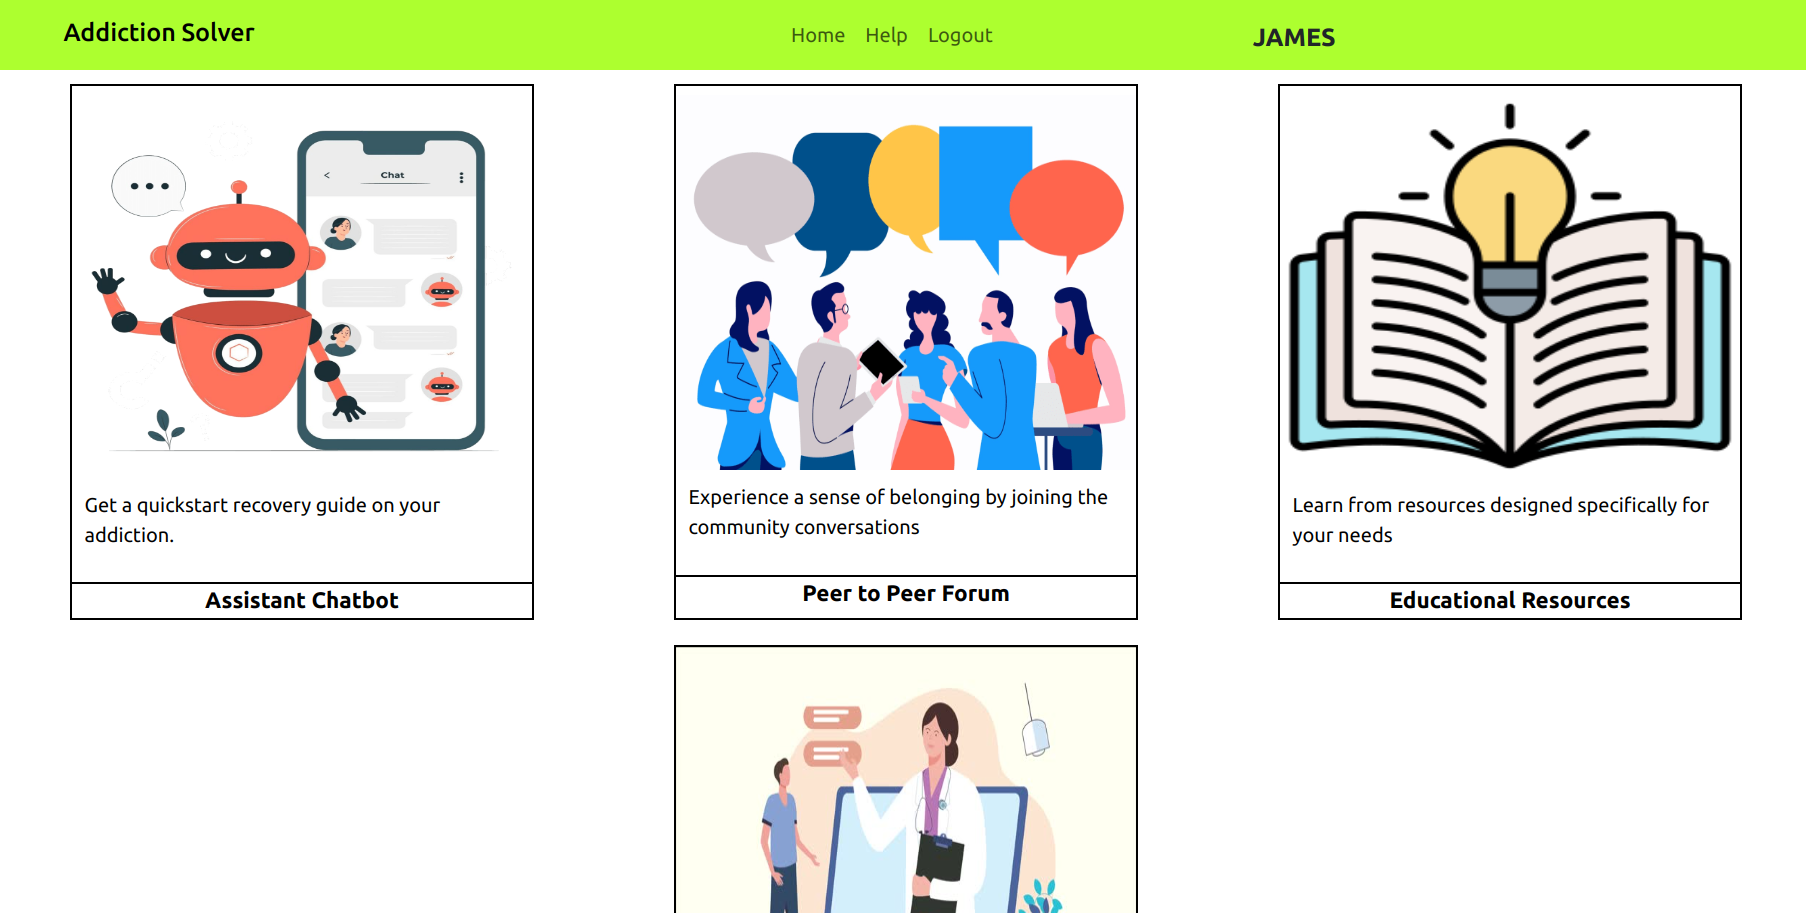 Addiction Solver
Home Help Logout
JAMES
Chat
Get a quickstart recovery guide on your
addiction.
Assistant Chatbot
Experience a sense of belonging by joining the
community conversations
Peer to Peer Forum
Learn from resources designed specifically for
your needs
Educational Resources